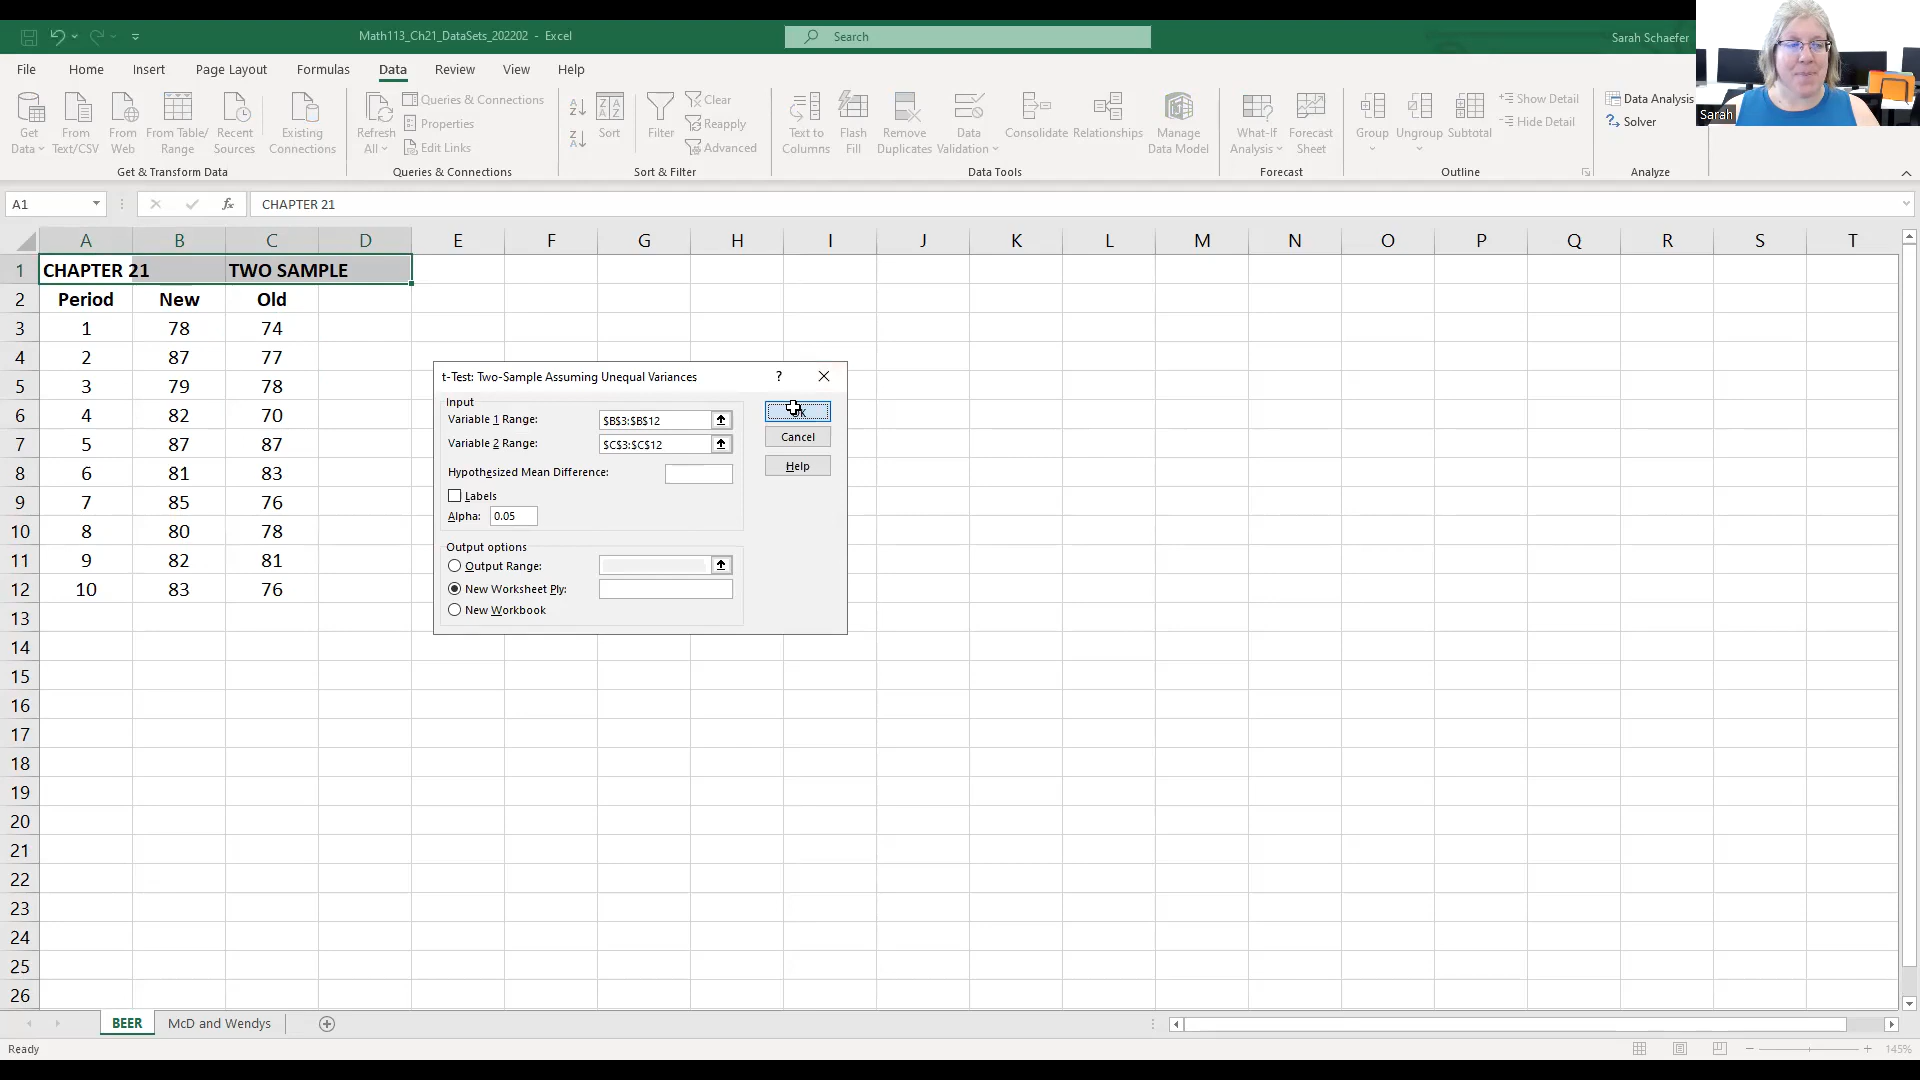 Math113_Ch21_DataSets_202202 - Excel
Search
Sarah Schaefer
File Home Insert Page Layout Formulas Data Review View Help
Get Data
From Text/CSV
From Web
From Table/ Range
Recent Sources
Existing Connections
Get & Transform Data
Refresh All
Queries & Connections
Properties
Edit Links
Queries & Connections
Sort
Filter
Clear
Reapply
Advanced
Sort & Filter
Text to Columns
Flash Fill
Remove Duplicates
Data Validation
Consolidate
Relationships
Manage Data Model
Data Tools
What-If Analysis
Forecast Sheet
Forecast
Group
Ungroup
Subtotal
Show Detail
Hide Detail
Outline
Data Analysis
Solver
Analyze
Sarah
A1 fx CHAPTER 21
A B C D E F G H I J K L M N O P Q R S T
1 CHAPTER 21 TWO SAMPLE
2 Period New Old
3 1 78 74
4 2 87 77
5 3 79 78
6 4 82 70
7 5 87 87
8 6 81 83
9 7 85 76
10 8 80 78
11 9 82 81
12 10 83 76
13
14
15
16
17
18
19
20
21
22
23
24
25
26
t-Test: Two-Sample Assuming Unequal Variances ?
Input
Variable 1 Range: $B$3:$B$12
Variable 2 Range: $C$3:$C$12
Hypothesized Mean Difference:
Labels
Alpha: 0.05
Output options
Output Range:
New Worksheet Ply:
New Workbook
Cancel
Help
BEER McD and Wendys
Ready
145%